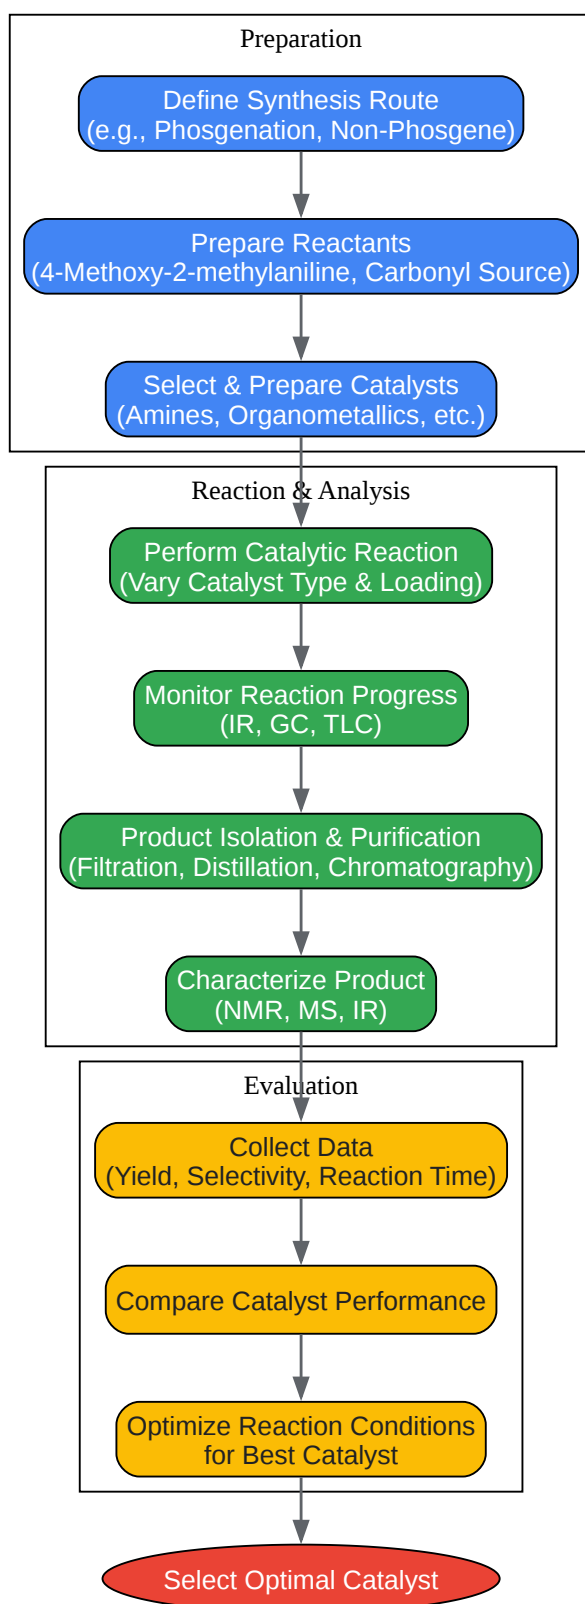 Preparation
Define Synthesis Route
(e.g., Phosgenation, Non-Phosgene)
Prepare Reactants
(4-Methoxy-2-methylaniline, Carbonyl Source)
Select & Prepare Catalysts
(Amines, Organometallics, etc.)
Reaction & Analysis
Perform Catalytic Reaction
(Vary Catalyst Type & Loading)
Monitor Reaction Progress
(IR, GC, TLC)
Product Isolation & Purification
(Filtration, Distillation, Chromatography)
Characterize Product
(NMR, MS, IR)
Evaluation
Collect Data
(Yield, Selectivity, Reaction Time)
Compare Catalyst Performance
Optimize Reaction Conditions
for Best Catalyst
Select Optimal Catalyst